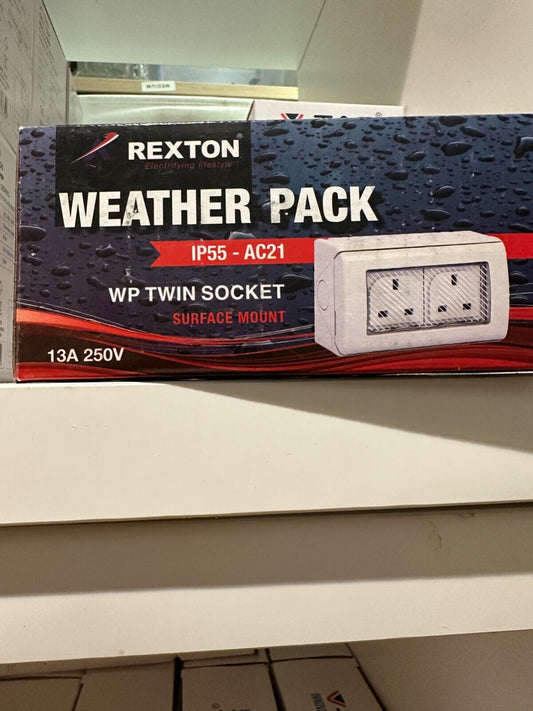 REXTON®
Electrifying lifestyle!
WEATHER PACK
IP55 - AC21
WP TWIN SOCKET
SURFACE MOUNT
13A 250V